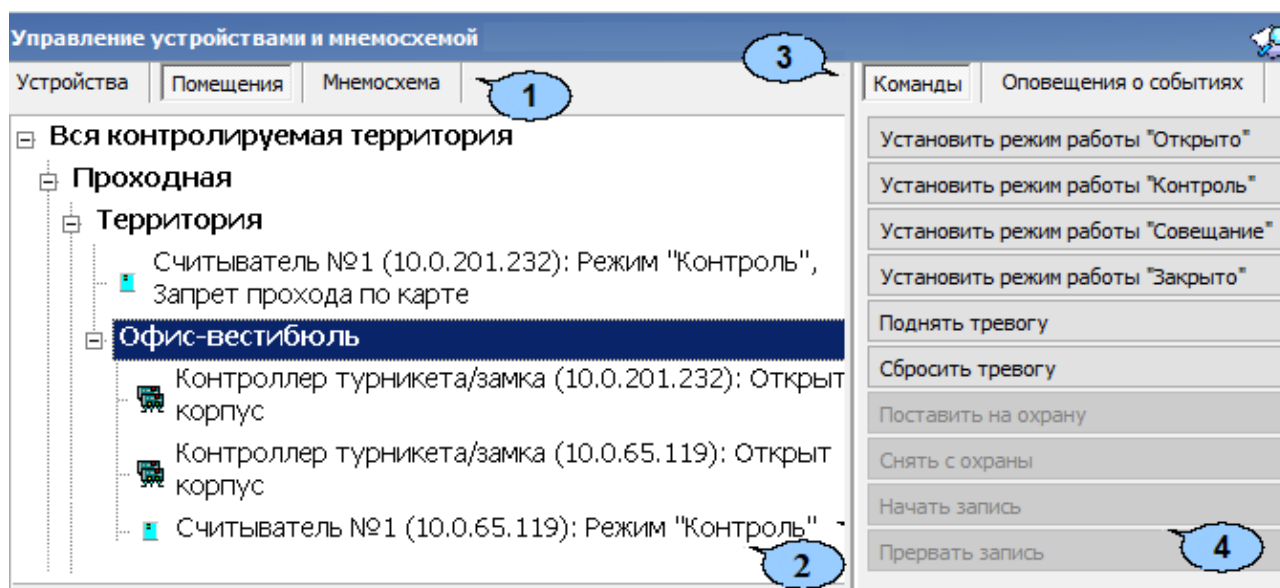 Управление устройствами и мнемосхемой
3
Устройства Помещения Мнемосхема
1
Команды Оповещения о событиях
Вся контролируемая территория
Проходная
Территория
Считыватель №1 (10.0.201.232): Режим "Контроль",
Запрет прохода по карте
Офис-вестибюль
Контроллер турникета/замка (10.0.201.232): Открыт
корпус
Контроллер турникета/замка (10.0.65.119): Открыт
корпус
Считыватель №1 (10.0.65.119): Режим "Контроль"
2
Установить режим работы "Открыто"
Установить режим работы "Контроль"
Установить режим работы "Совещание"
Установить режим работы "Закрыто"
Поднять тревогу
Сбросить тревогу
Поставить на охрану
Снять с охраны
Начать запись
Прервать запись
4